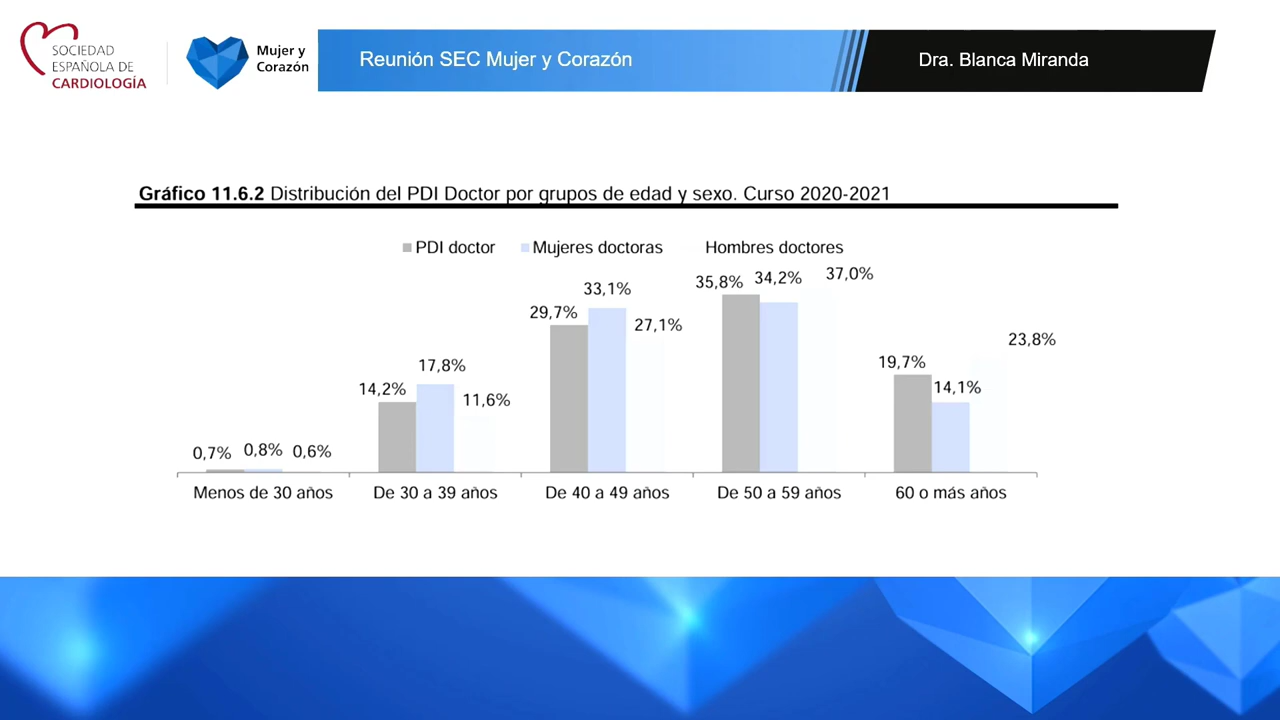 SOCIEDAD
ESPAÑOLA DE
CARDIOLOGÍA
Mujer y
Corazón
Reunión SEC Mujer y Corazón
Dra. Blanca Miranda
Gráfico 11.6.2 Distribución del PDI Doctor por grupos de edad y sexo. Curso 2020-2021
PDI doctor Mujeres doctoras Hombres doctores
0,7% 0,8% 0,6%
14,2% 17,8% 11,6%
29,7% 33,1% 27,1%
35,8% 34,2% 37,0%
19,7% 14,1% 23,8%
Menos de 30 años De 30 a 39 años De 40 a 49 años De 50 a 59 años 60 o más años